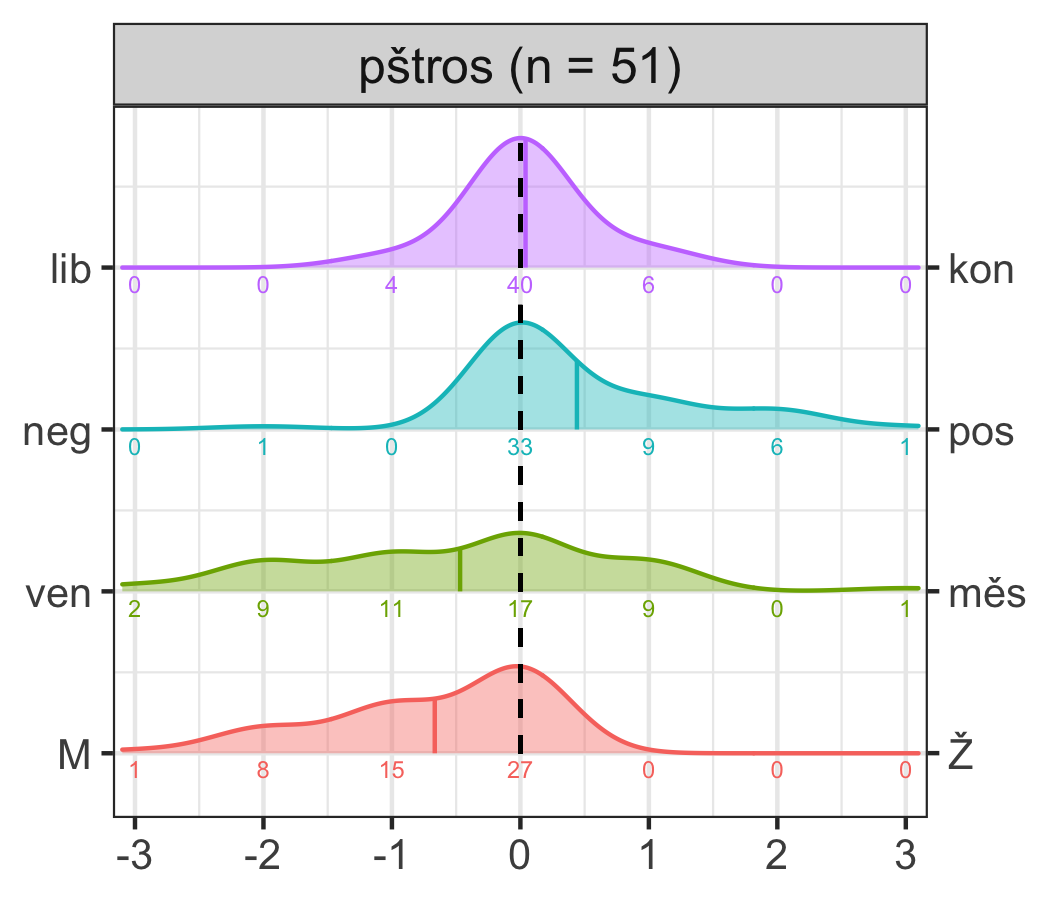 pštros (n = 51)
lib kon
0 0 4 40 6 0 0
neg pos
0 1 0 33 9 6 1
ven měs
2 9 11 17 9 0 1
M Ž
1 8 15 27 0 0 0
-3 -2 -1 0 1 2 3